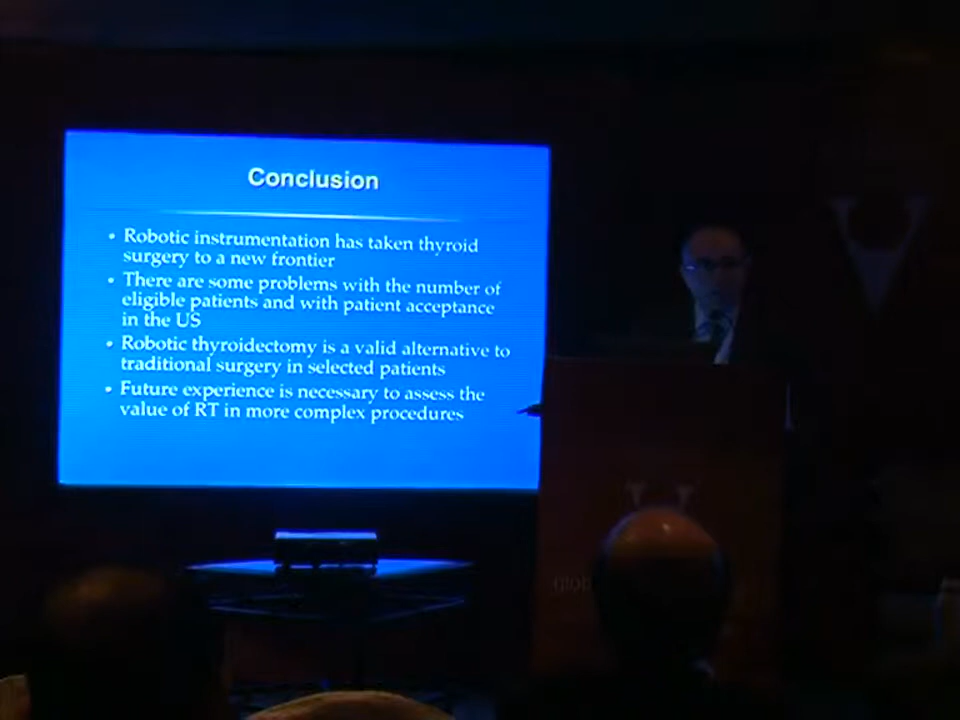 Conclusion
• Robotic instrumentation has taken thyroid
surgery to a new frontier
• There are some problems with the number of
eligible patients and with patient acceptance
in the US
• Robotic thyroidectomy is a valid alternative to
traditional surgery in selected patients
• Future experience is necessary to assess the
value of RT in more complex procedures
V